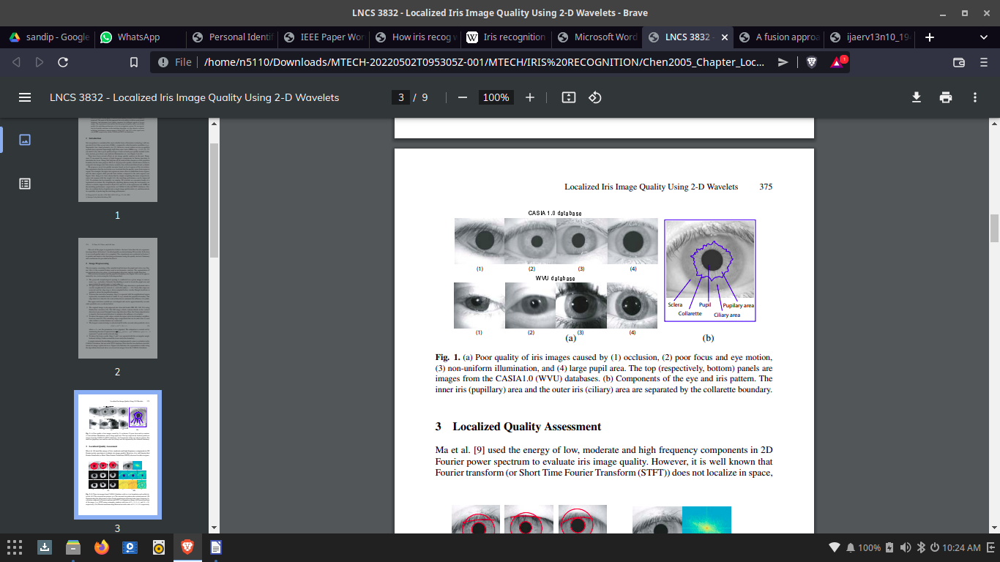 LNCS 3832 - Localized Iris Image Quality Using 2-D Wavelets - Brave
sandip - Google
WhatsApp
Personal Identif
IEEE Paper Wor
How iris recog w
Iris recognition
Microsoft Word
LNCS 3832 -
A fusion approa
ijaerv13n10_19
File
/home/n5110/Downloads/MTECH-20220502T095305Z-001/MTECH/IRIS%20RECOGNITION/Chen2005_Chapter_Loc...
1
LNCS 3832 - Localized Iris Image Quality Using 2-D Wavelets
3 / 9
100%
1
2
3
Localized Iris Image Quality Using 2-D Wavelets 375
CASIA 1.0 database
(1) (2) (3) (4)
WVU database
(1) (2) (3) (4)
(a)
Sclera Pupil Pupilary area
Collarette Ciliary area
(b)
Fig. 1. (a) Poor quality of iris images caused by (1) occlusion, (2) poor focus and eye motion,
(3) non-uniform illumination, and (4) large pupil area. The top (respectively, bottom) panels are
images from the CASIA1.0 (WVU) databases. (b) Components of the eye and iris pattern. The
inner iris (pupillary) area and the outer iris (ciliary) area are separated by the collarette boundary.
3 Localized Quality Assessment
Ma et al. [9] used the energy of low, moderate and high frequency components in 2D
Fourier power spectrum to evaluate iris image quality. However, it is well known that
Fourier transform (or Short Time Fourier Transform (STFT)) does not localize in space,
100%
10:24 AM